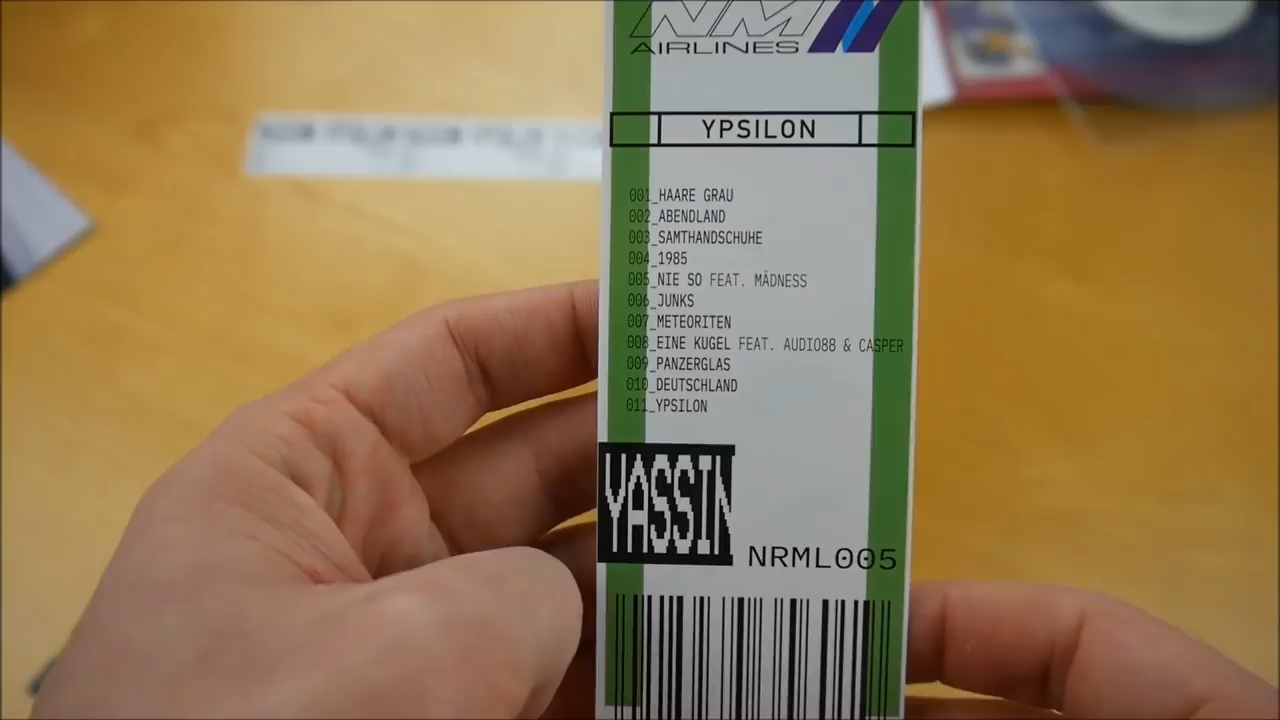 NM
AIRLINES
YPSILON
001_HAARE GRAU
002_ABENDLAND
003_SAMTHANDSCHUHE
004_1985
005_NIE SO FEAT. MÄDNESS
006_JUNKS
007_METEORITEN
008_EINE KUGEL FEAT. AUDIO88 & CASPER
009_PANZERGLAS
010_DEUTSCHLAND
011_YPSILON
YASSIN
NRML005